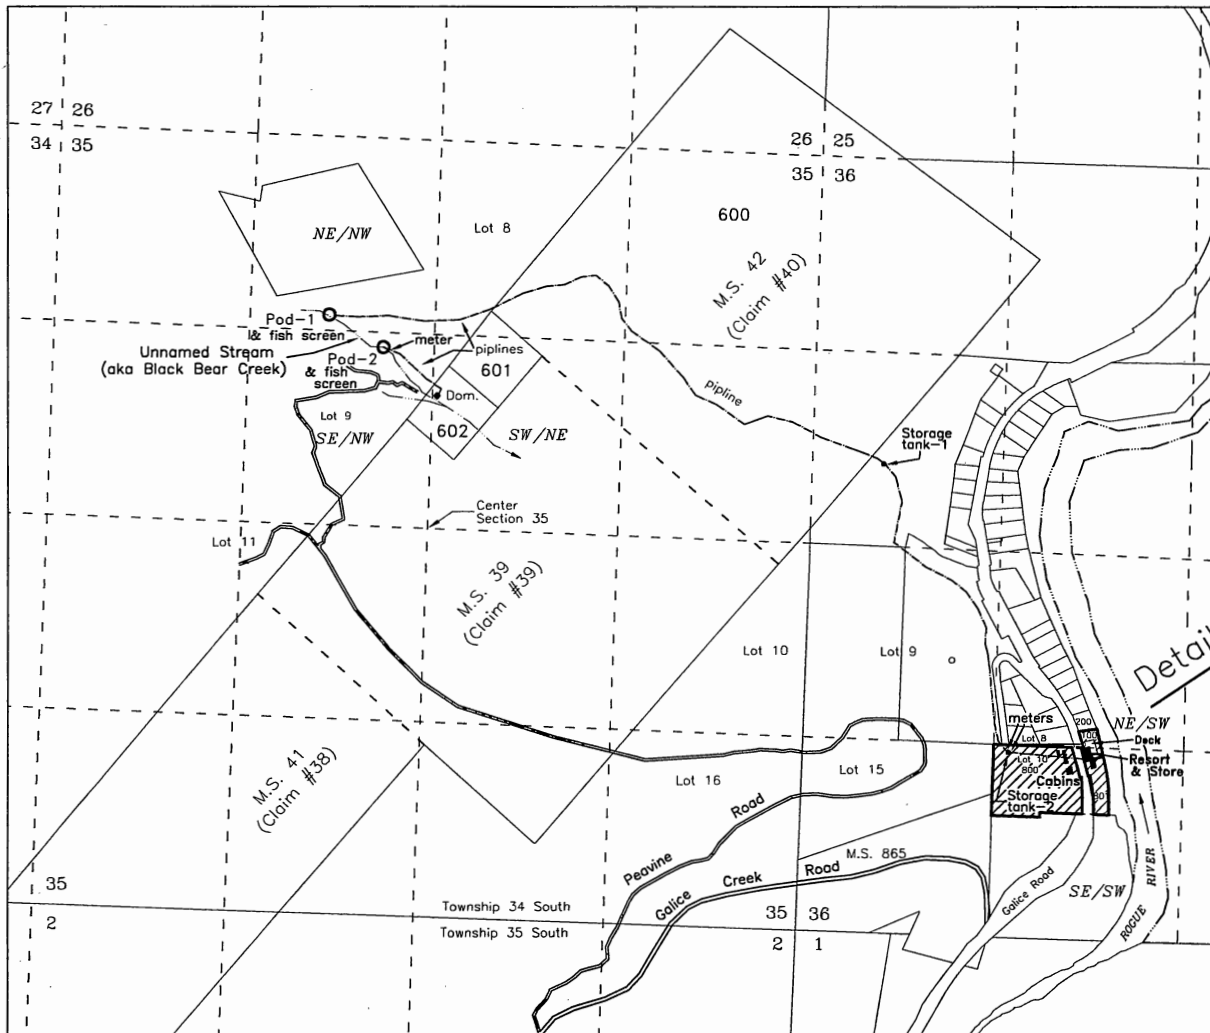 27 26
34 35
26 25
35 36
600
NE/NW
Lot 8
M.S. 42
(Claim #40)
Pod-1
& fish screen
meter
Unnamed Stream
(aka Black Bear Creek)
Pod-2
& fish
screen
piplines
601
Dom.
pipline
Lot 9
SE/NW
602
SW/NE
Storage
tank-1
Center
Section 35
Lot 11
M.S. 39
(Claim #39)
Lot 10
Lot 9
Detail
meters
200
NE/SW
Lot 8
100
Deck
Lot 10
800
Resort
& Store
Cabins
Storage
tank-2
M.S. 41
(Claim #38)
Lot 16
Lot 15
Peavine Road
M.S. 865
Galice Creek Road
Galice Road
SE/SW
ROGUE RIVER
35
2
Township 34 South
Township 35 South
35 36
2 1